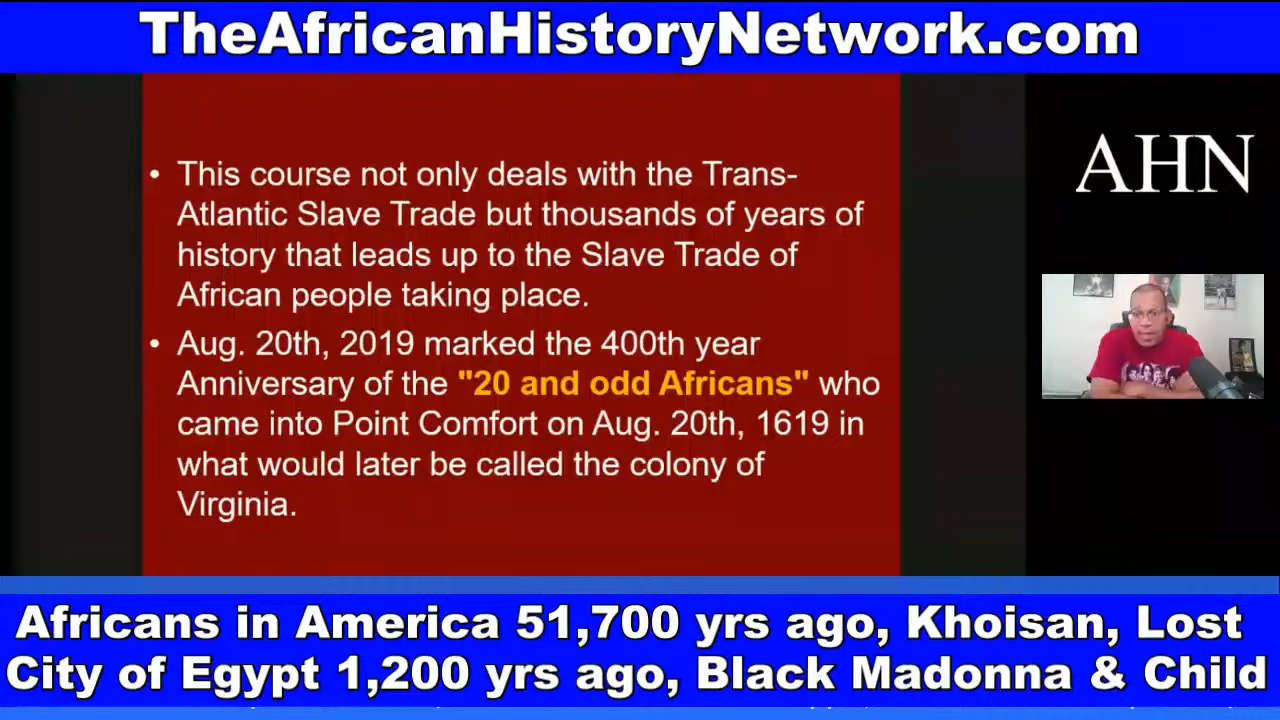 TheAfricanHistoryNetwork.com
• This course not only deals with the Trans-
Atlantic Slave Trade but thousands of years of
history that leads up to the Slave Trade of
African people taking place.
• Aug. 20th, 2019 marked the 400th year
Anniversary of the "20 and odd Africans" who
came into Point Comfort on Aug. 20th, 1619 in
what would later be called the colony of
Virginia.
AHN
Africans in America 51,700 yrs ago, Khoisan, Lost
City of Egypt 1,200 yrs ago, Black Madonna & Child